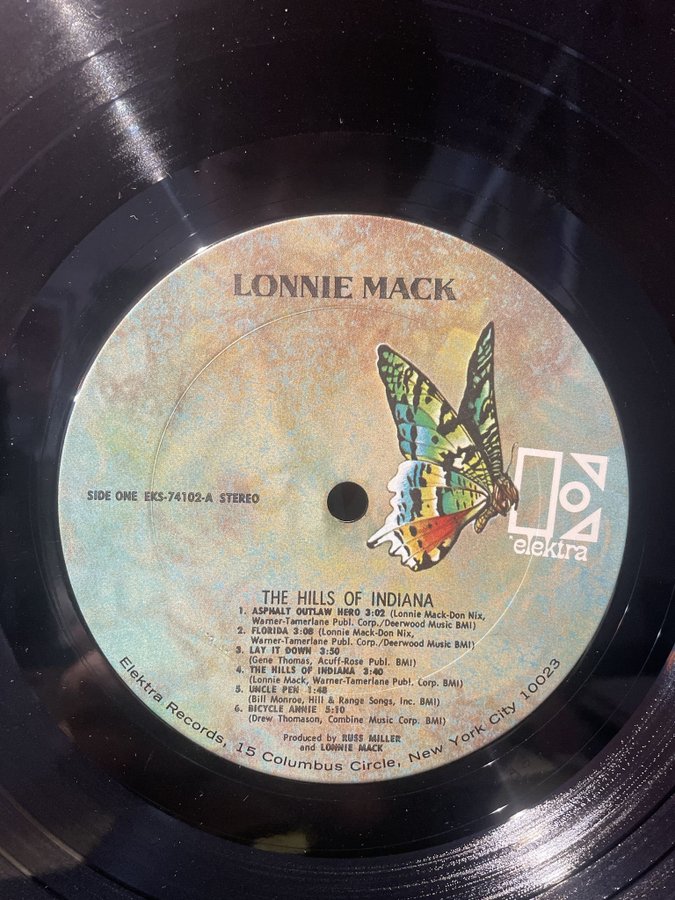 LONNIE MACK
SIDE ONE EKS-74102-A STEREO
elektra
THE HILLS OF INDIANA
1. ASPHALT OUTLAW HERO 3:02 (Lonnie Mack-Don Nix,
Warner-Tamerlane Publ. Corp./Deerwood Music BMI)
2. FLORIDA 3:08 (Lonnie Mack-Don Nix,
Warner-Tamerlane Publ. Corp./Deerwood Music BMI)
3. LAY IT DOWN 3:50
(Gene Thomas, Acuff-Rose Publ. BMI)
4. THE HILLS OF INDIANA 3:40
(Lonnie Mack, Warner-Tamerlane Publ. Corp. BMI)
5. UNCLE PEN 1:48
(Bill Monroe, Hill & Range Songs, Inc. BMI)
6. BICYCLE ANNIE 5:10
(Drew Thomason, Combine Music Corp. BMI)
Produced by RUSS MILLER
and LONNIE MACK
Elektra Records, 15 Columbus Circle, New York City 10023